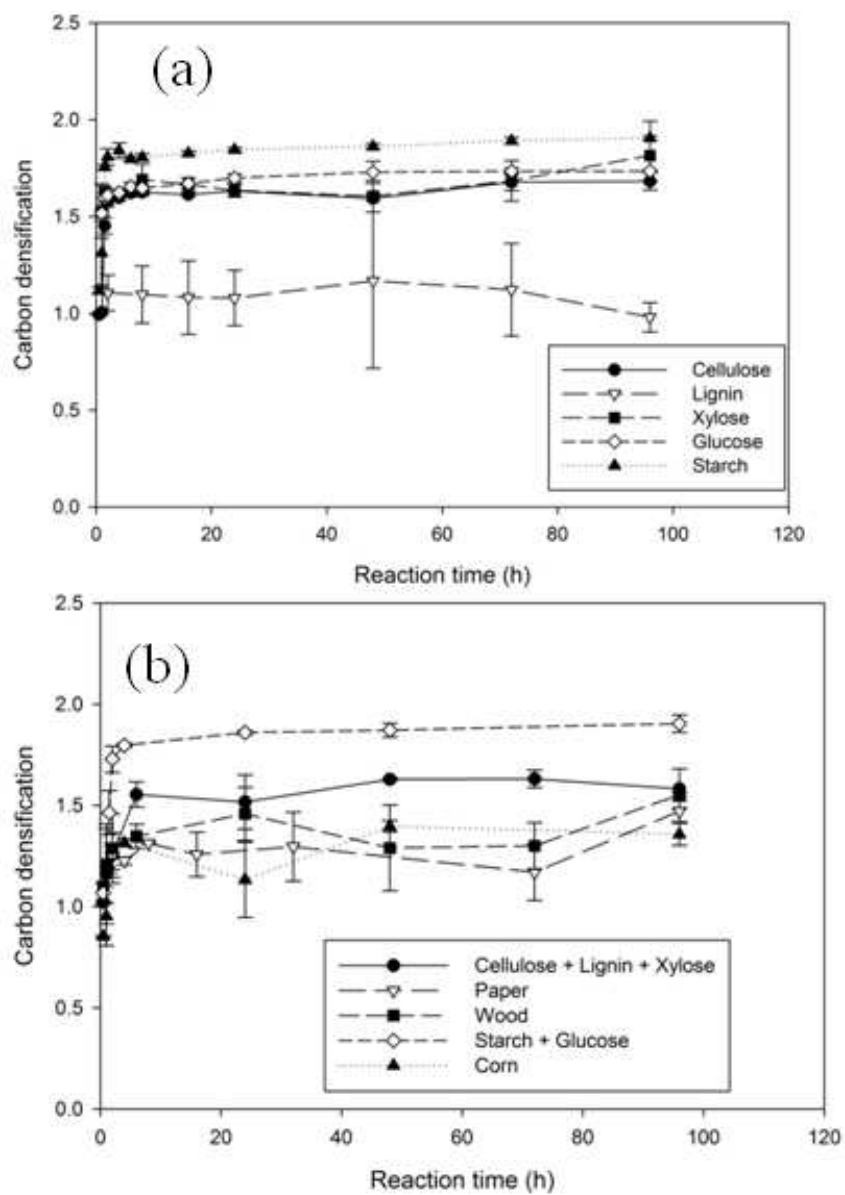 (a)
2.5
2.0
1.5
1.0
0.5
0.0
Carbon densification
Cellulose
Lignin
Xylose
Glucose
Starch
0 20 40 60 80 100 120
Reaction time (h)
(b)
2.5
2.0
1.5
1.0
0.5
0.0
Carbon densification
Cellulose + Lignin + Xylose
Paper
Wood
Starch + Glucose
Corn
0 20 40 60 80 100 120
Reaction time (h)